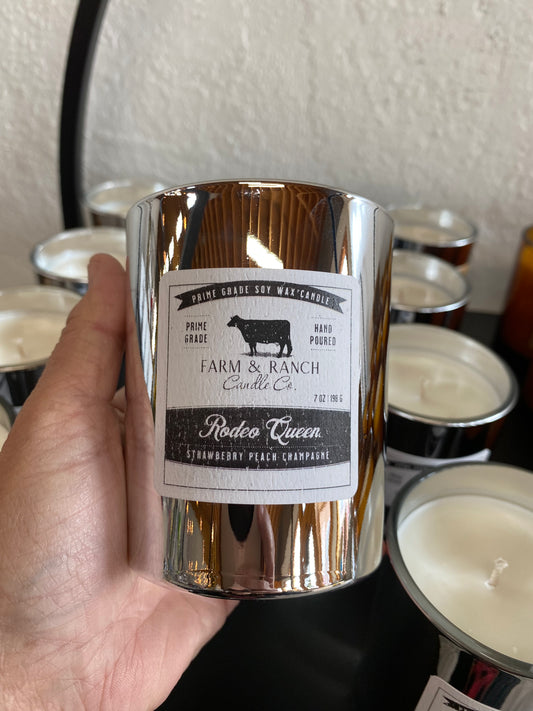 PRIME GRADE SOY WAX CANDLE
PRIME GRADE
HAND POURED
FARM & RANCH
Candle Co.
7 OZ | 198 G
Rodeo Queen
STRAWBERRY PEACH CHAMPAGNE